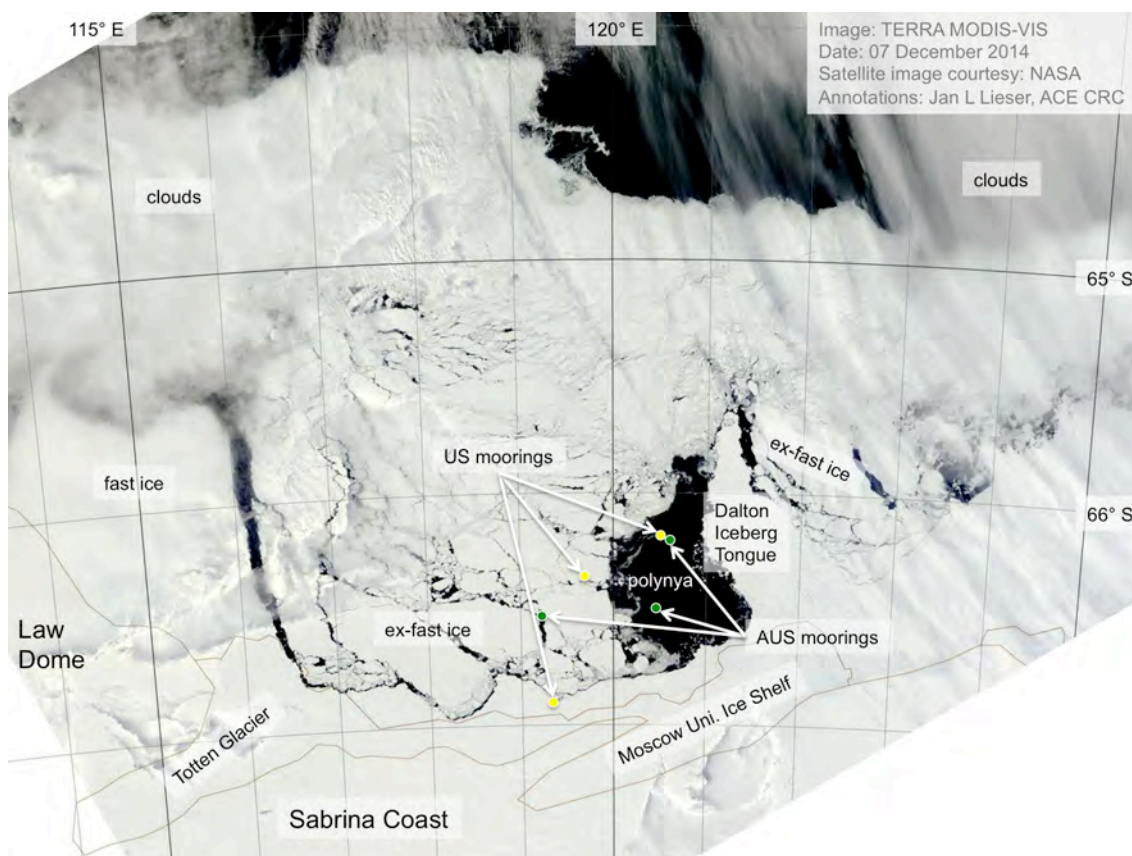 115° E
120° E
Image: TERRA MODIS-VIS
Date: 07 December 2014
Satellite image courtesy: NASA
Annotations: Jan L Lieser, ACE CRC
clouds
clouds
65° S
US moorings
ex-fast ice
fast ice
Dalton
Iceberg
Tongue
66° S
polynya
Law
Dome
ex-fast ice
AUS moorings
Totten Glacier
Moscow Uni. Ice Shelf
Sabrina Coast